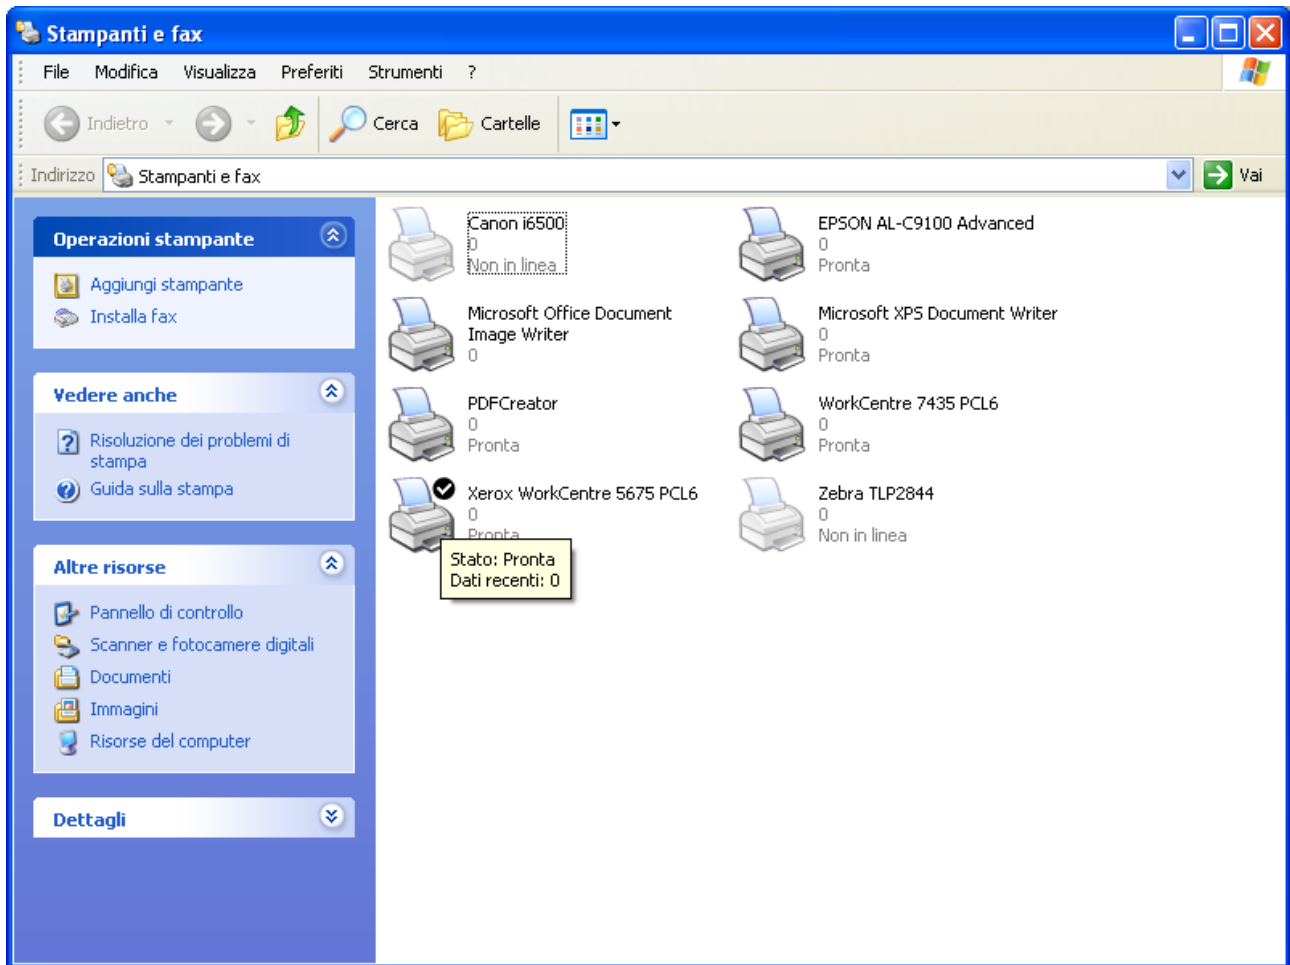 Stampanti e fax
File Modifica Visualizza Preferiti Strumenti ?
Indietro Cerca Cartelle
Indirizzo Stampanti e fax Vai
Operazioni stampante
Aggiungi stampante
Installa fax
Vedere anche
Risoluzione dei problemi di
stampa
Guida sulla stampa
Altre risorse
Pannello di controllo
Scanner e fotocamere digitali
Documenti
Immagini
Risorse del computer
Dettagli
Canon i6500
0
Non in linea
EPSON AL-C9100 Advanced
0
Pronta
Microsoft Office Document
Image Writer
0
Microsoft XPS Document Writer
0
Pronta
PDFCreator
0
Pronta
WorkCentre 7435 PCL6
0
Pronta
Xerox WorkCentre 5675 PCL6
0
Pronta
Stato: Pronta
Dati recenti: 0
Zebra TLP2844
0
Non in linea